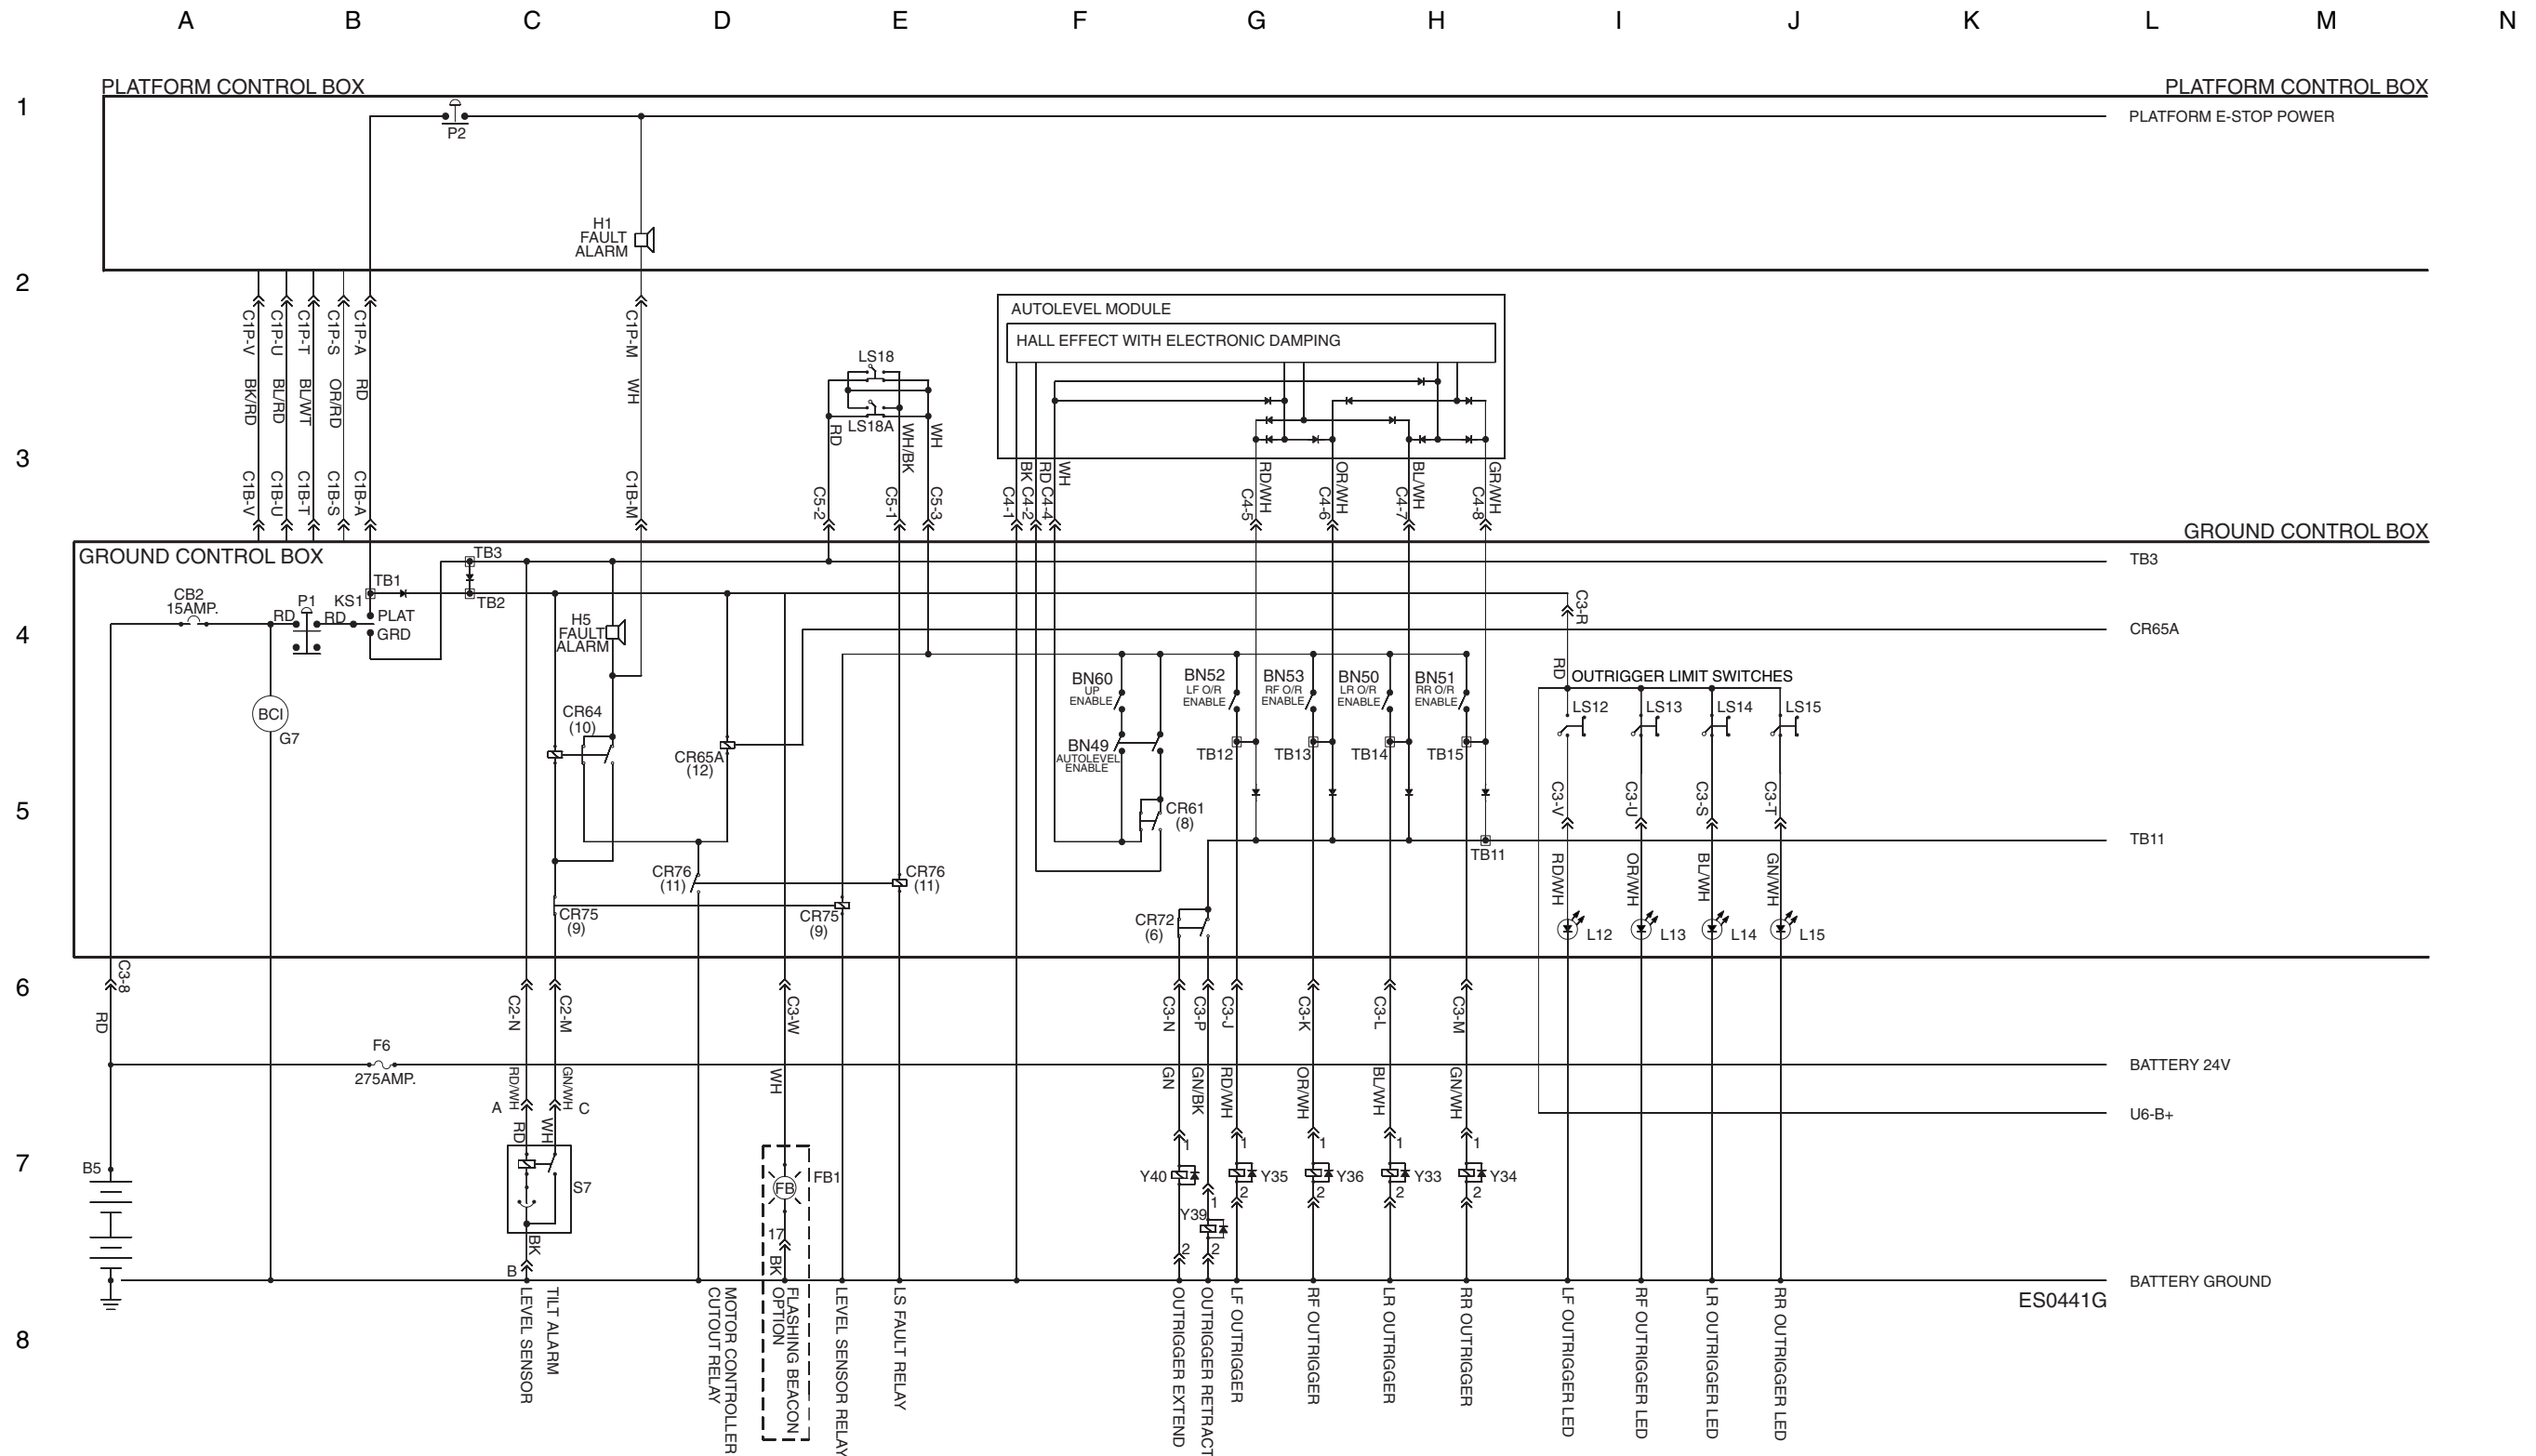 A B C D E F G H I J K L M N
1
2
3
4
5
6
7
8
PLATFORM CONTROL BOX
PLATFORM CONTROL BOX
P2
PLATFORM E-STOP POWER
H1
FAULT
ALARM
C1P-V
C1P-U
C1P-T
C1P-S
C1P-A
C1P-M
BK/RD
BL/RD
BL/WT
OR/RD
RD
WH
C1B-V
C1B-U
C1B-T
C1B-S
C1B-A
C1B-M
LS18
LS18A
RD
WH/BK
WH
C5-2
C5-1
C5-3
AUTOLEVEL MODULE
HALL EFFECT WITH ELECTRONIC DAMPING
BK
RD
WH
C4-1
C4-2
C4-4
RD/WH
C4-5
OR/WH
C4-6
BL/WH
C4-7
GR/WH
C4-8
GROUND CONTROL BOX
GROUND CONTROL BOX
TB3
TB3
TB1
TB2
CB2
15AMP.
RD
P1
RD
KS1
PLAT
GRD
H5
FAULT
ALARM
C3-R
CR65A
BCI
G7
CR64
(10)
CR65A
(12)
BN60
UP
ENABLE
BN49
AUTOLEVEL
ENABLE
BN52
LF O/R
ENABLE
BN53
RF O/R
ENABLE
BN50
LR O/R
ENABLE
BN51
RR O/R
ENABLE
TB12
TB13
TB14
TB15
RD
OUTRIGGER LIMIT SWITCHES
LS12
LS13
LS14
LS15
CR61
(8)
C3-V
C3-U
C3-S
C3-T
TB11
TB11
CR76
(11)
CR76
(11)
CR75
(9)
CR75
(9)
CR72
(6)
RD/WH
OR/WH
BL/WH
GN/WH
L12
L13
L14
L15
C3-8
RD
C2-N
C2-M
C3-W
C3-N
C3-P
C3-J
C3-K
C3-L
C3-M
F6
275AMP.
BATTERY 24V
RD/WH
GN/WH
WH
GN
GN/BK
RD/WH
OR/WH
BL/WH
GN/WH
A
C
RD
WH
U6-B+
B5
S7
FB
FB1
17
BK
BK
B
1
Y40
2
1
Y39
2
1
Y35
2
1
Y36
2
1
Y33
2
1
Y34
2
BATTERY GROUND
ES0441G
LEVEL SENSOR
TILT ALARM
MOTOR CONTROLLER
CUTOUT RELAY
FLASHING BEACON
OPTION
LEVEL SENSOR RELAY
LS FAULT RELAY
OUTRIGGER EXTEND
OUTRIGGER RETRACT
LF OUTRIGGER
RF OUTRIGGER
LR OUTRIGGER
RR OUTRIGGER
LF OUTRIGGER LED
RF OUTRIGGER LED
LR OUTRIGGER LED
RR OUTRIGGER LED